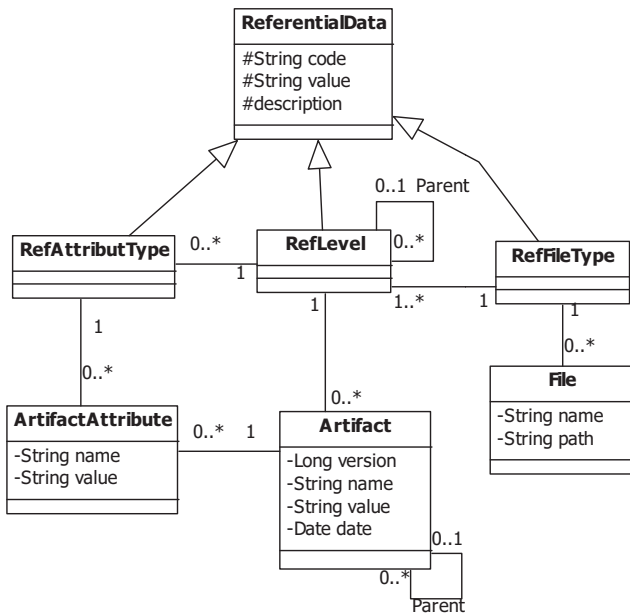 ReferentialData
#String code
#String value
#description
0..1 Parent
RefAttributType
0..*
1
RefLevel
0..*
RefFileType
1
0..*
1
0..*
1..*
1
1
0..*
ArtifactAttribute
-String name
-String value
0..* 1
Artifact
-Long version
-String name
-String value
-Date date
File
-String name
-String path
0..1
0..*
Parent